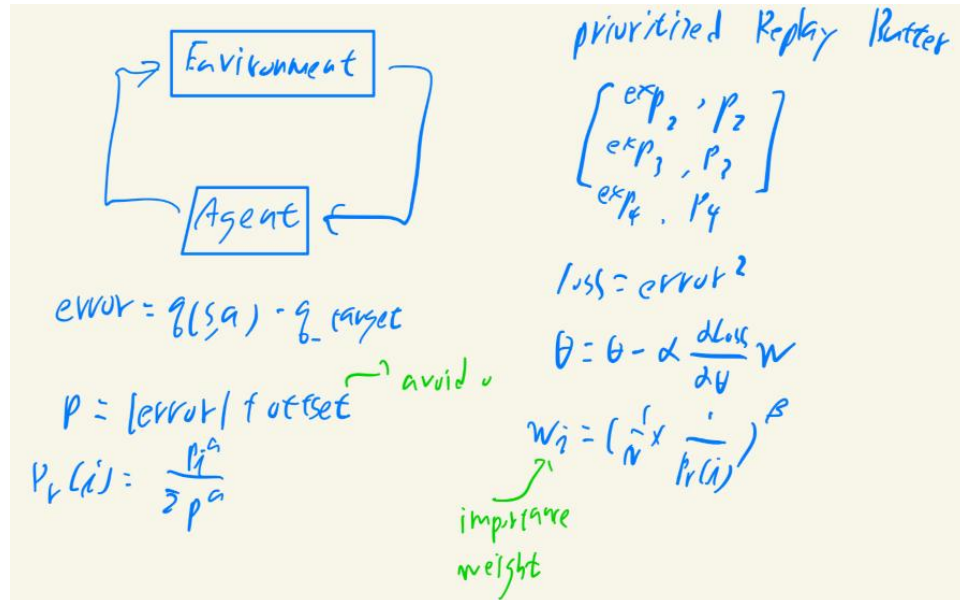 Environment
Agent
error = q(s,a) - q_target
P = |error| + offset → avoid 0
Pr(i) = Pi^a / Σ P^a
prioritized Replay Buffer
[ exp2, P2
exp3, P3 ]
exp4, P4
loss = error²
θ = θ - α dLoss/dθ W
Wi = (1/N × 1/Pr(i))^β
importance
weight